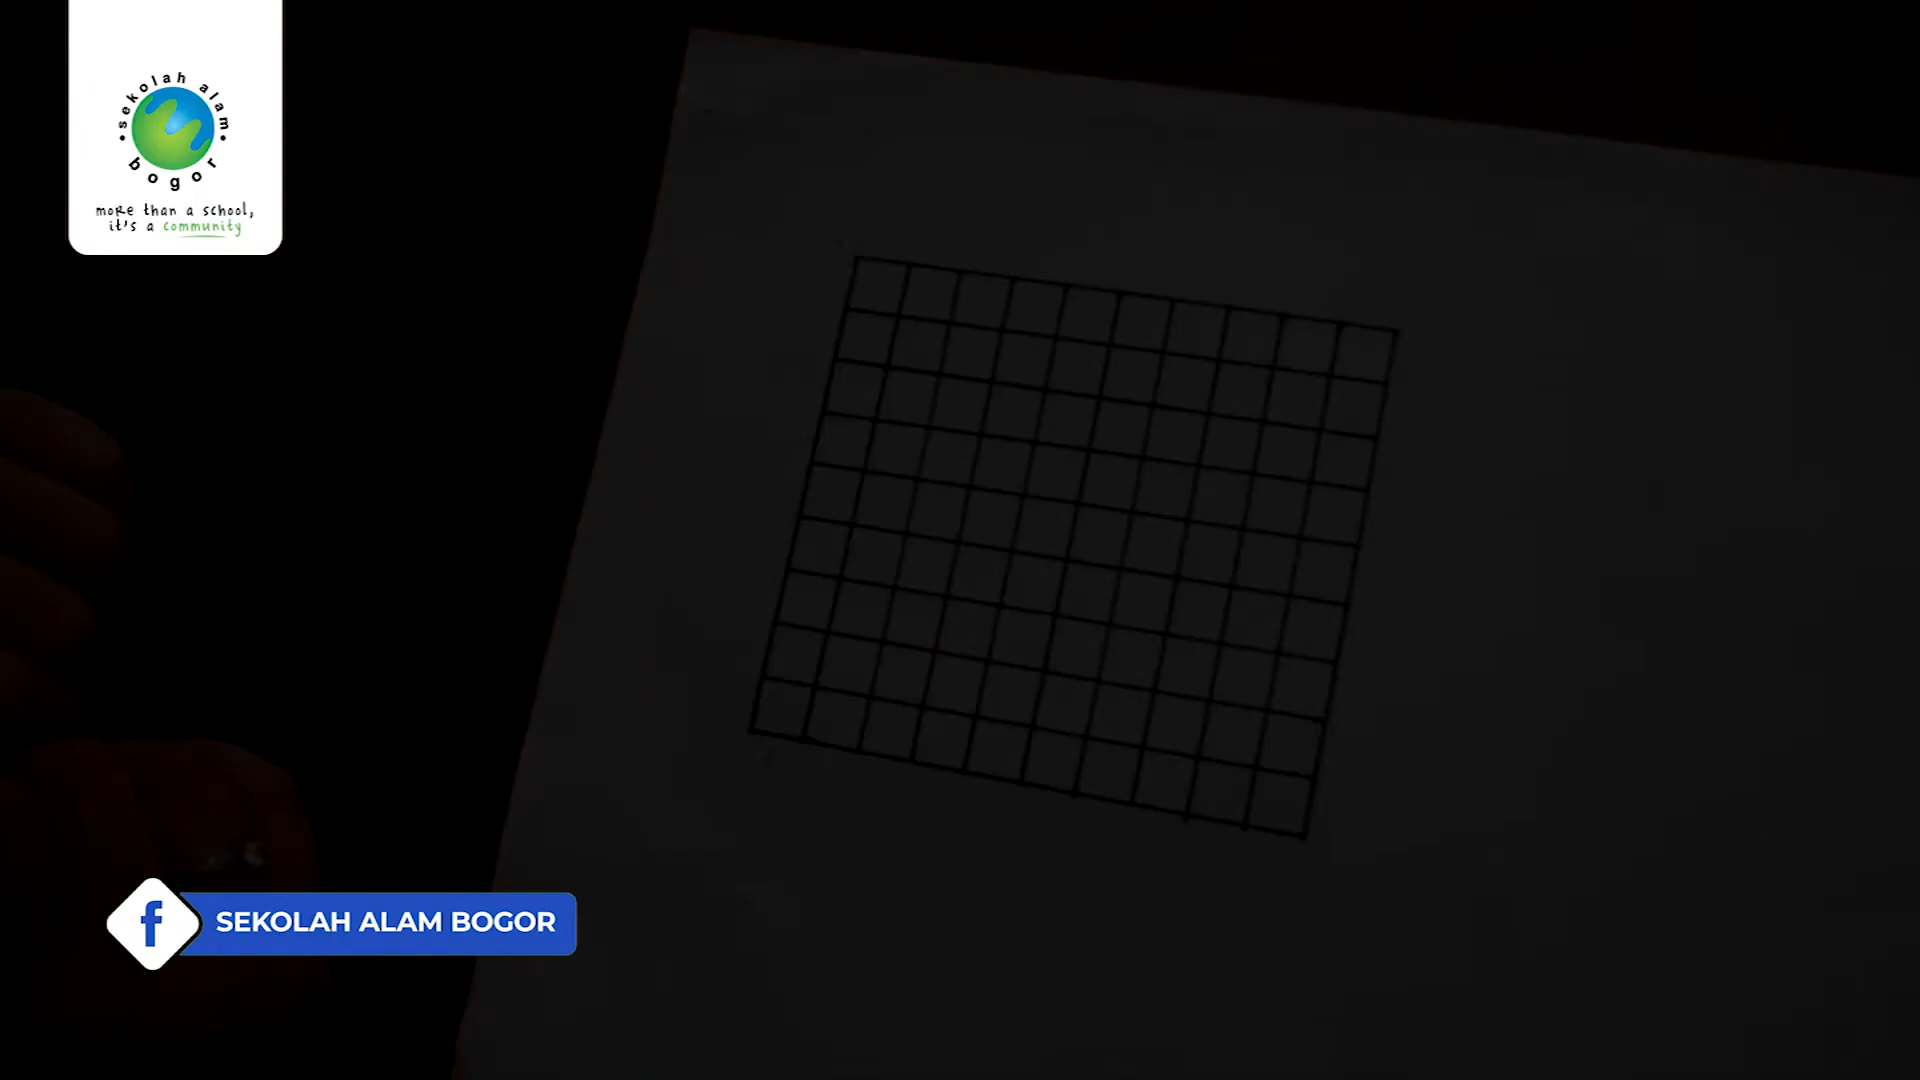 sekolah alam
bogor
more than a school,
it's a community
f
SEKOLAH ALAM BOGOR